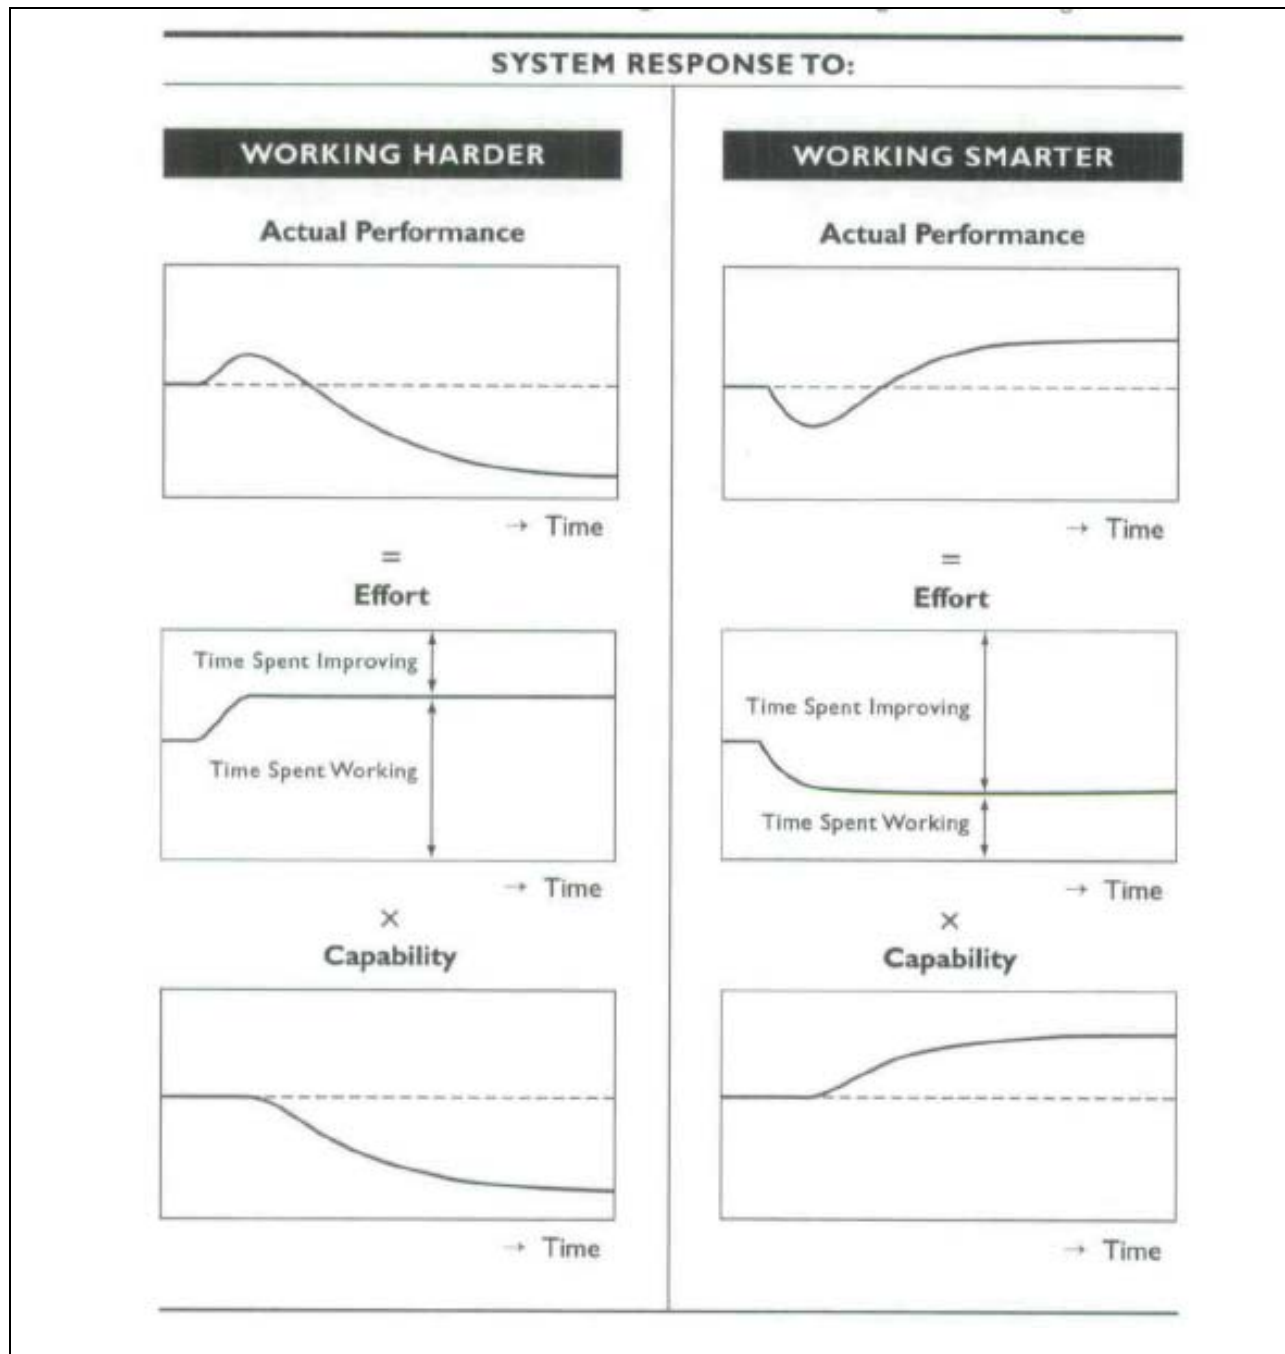 SYSTEM RESPONSE TO:
WORKING HARDER
Actual Performance
→ Time
=
Effort
Time Spent Improving
Time Spent Working
→ Time
×
Capability
→ Time
WORKING SMARTER
Actual Performance
→ Time
=
Effort
Time Spent Improving
Time Spent Working
→ Time
×
Capability
→ Time